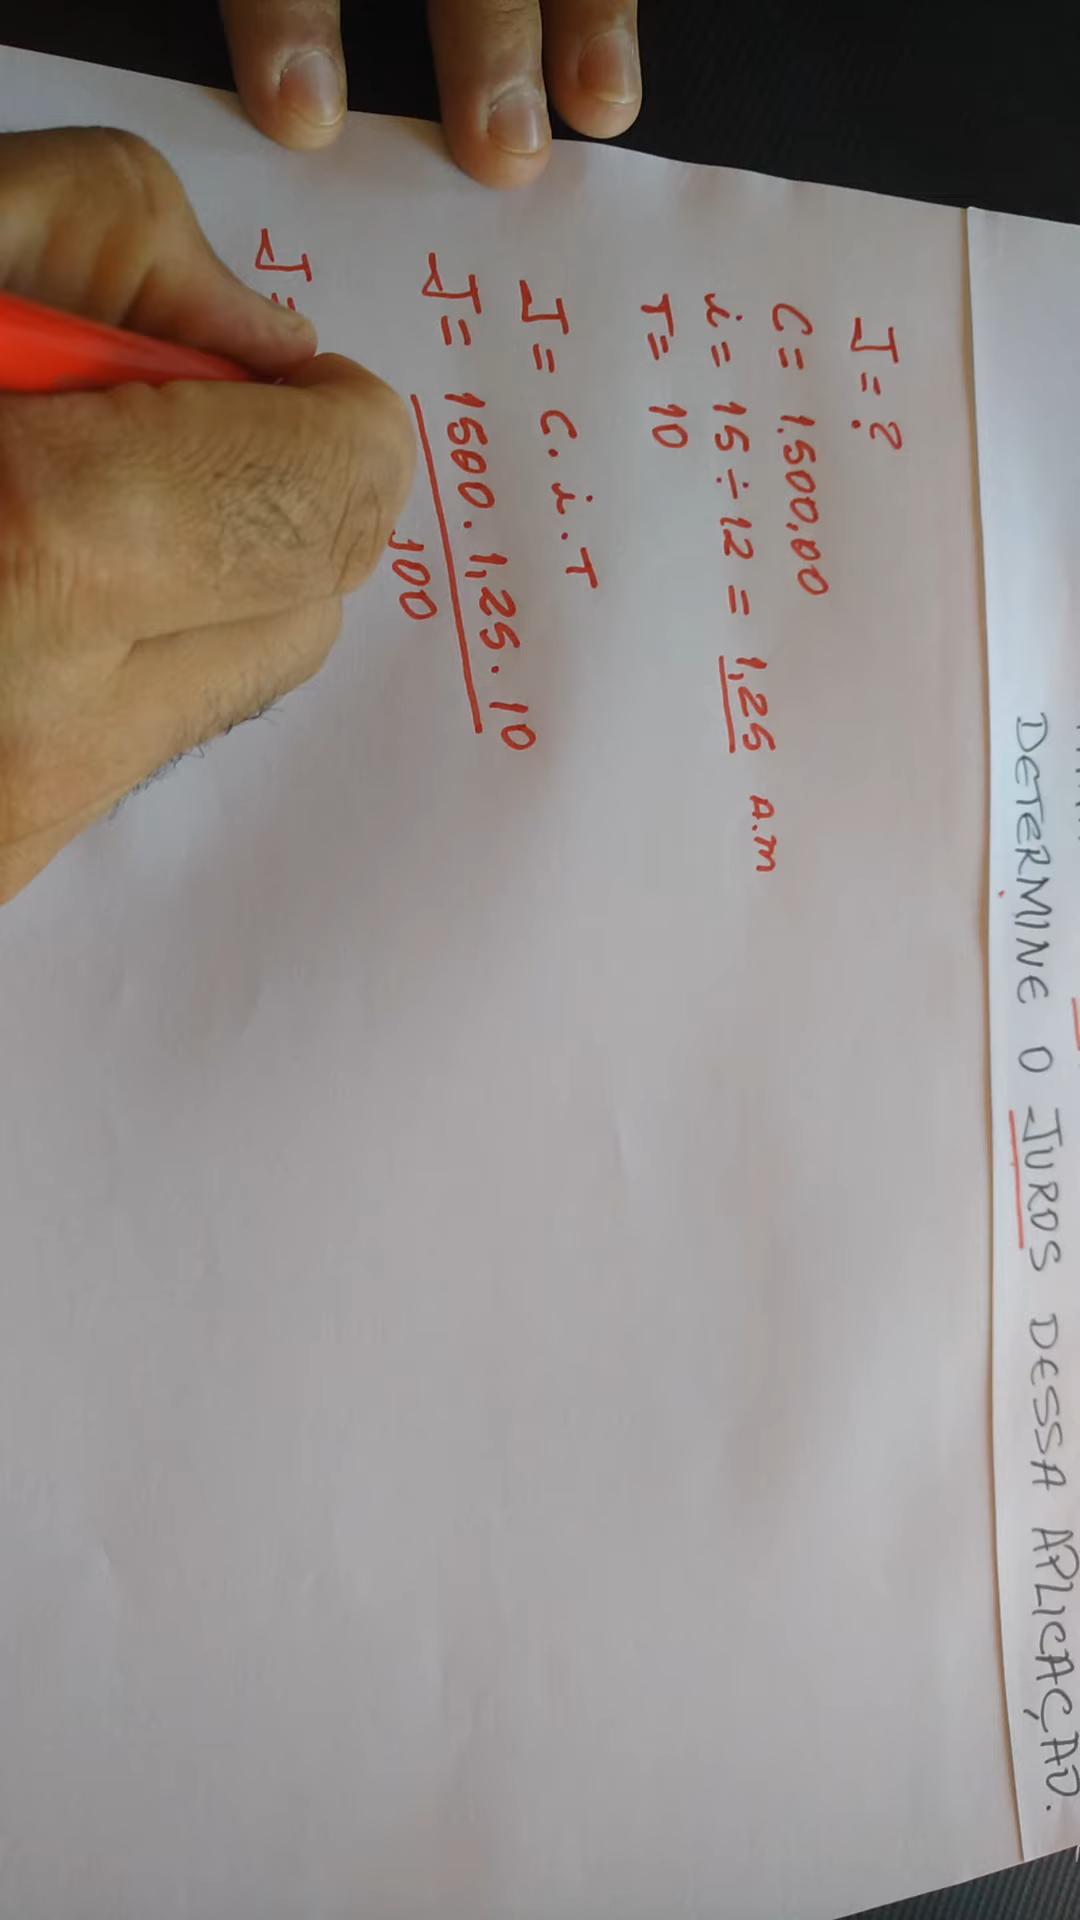 DETERMINE O JUROS DESSA APLICAÇÃO.
J = ?
C = 1.500,00
i = 15 ÷ 12 = 1,25 A.M
T = 10
J = C . i . T
J = 1500 . 1,25 . 10
100
J =